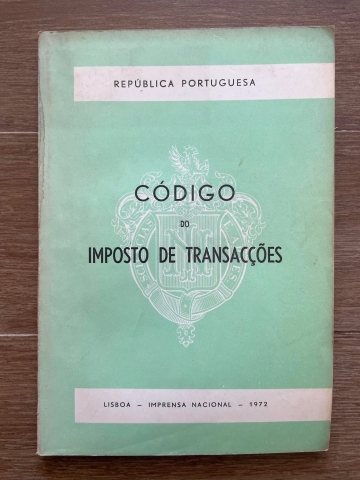 REPÚBLICA PORTUGUESA
CÓDIGO
DO
IMPOSTO DE TRANSACÇÕES
LISBOA – IMPRENSA NACIONAL – 1972